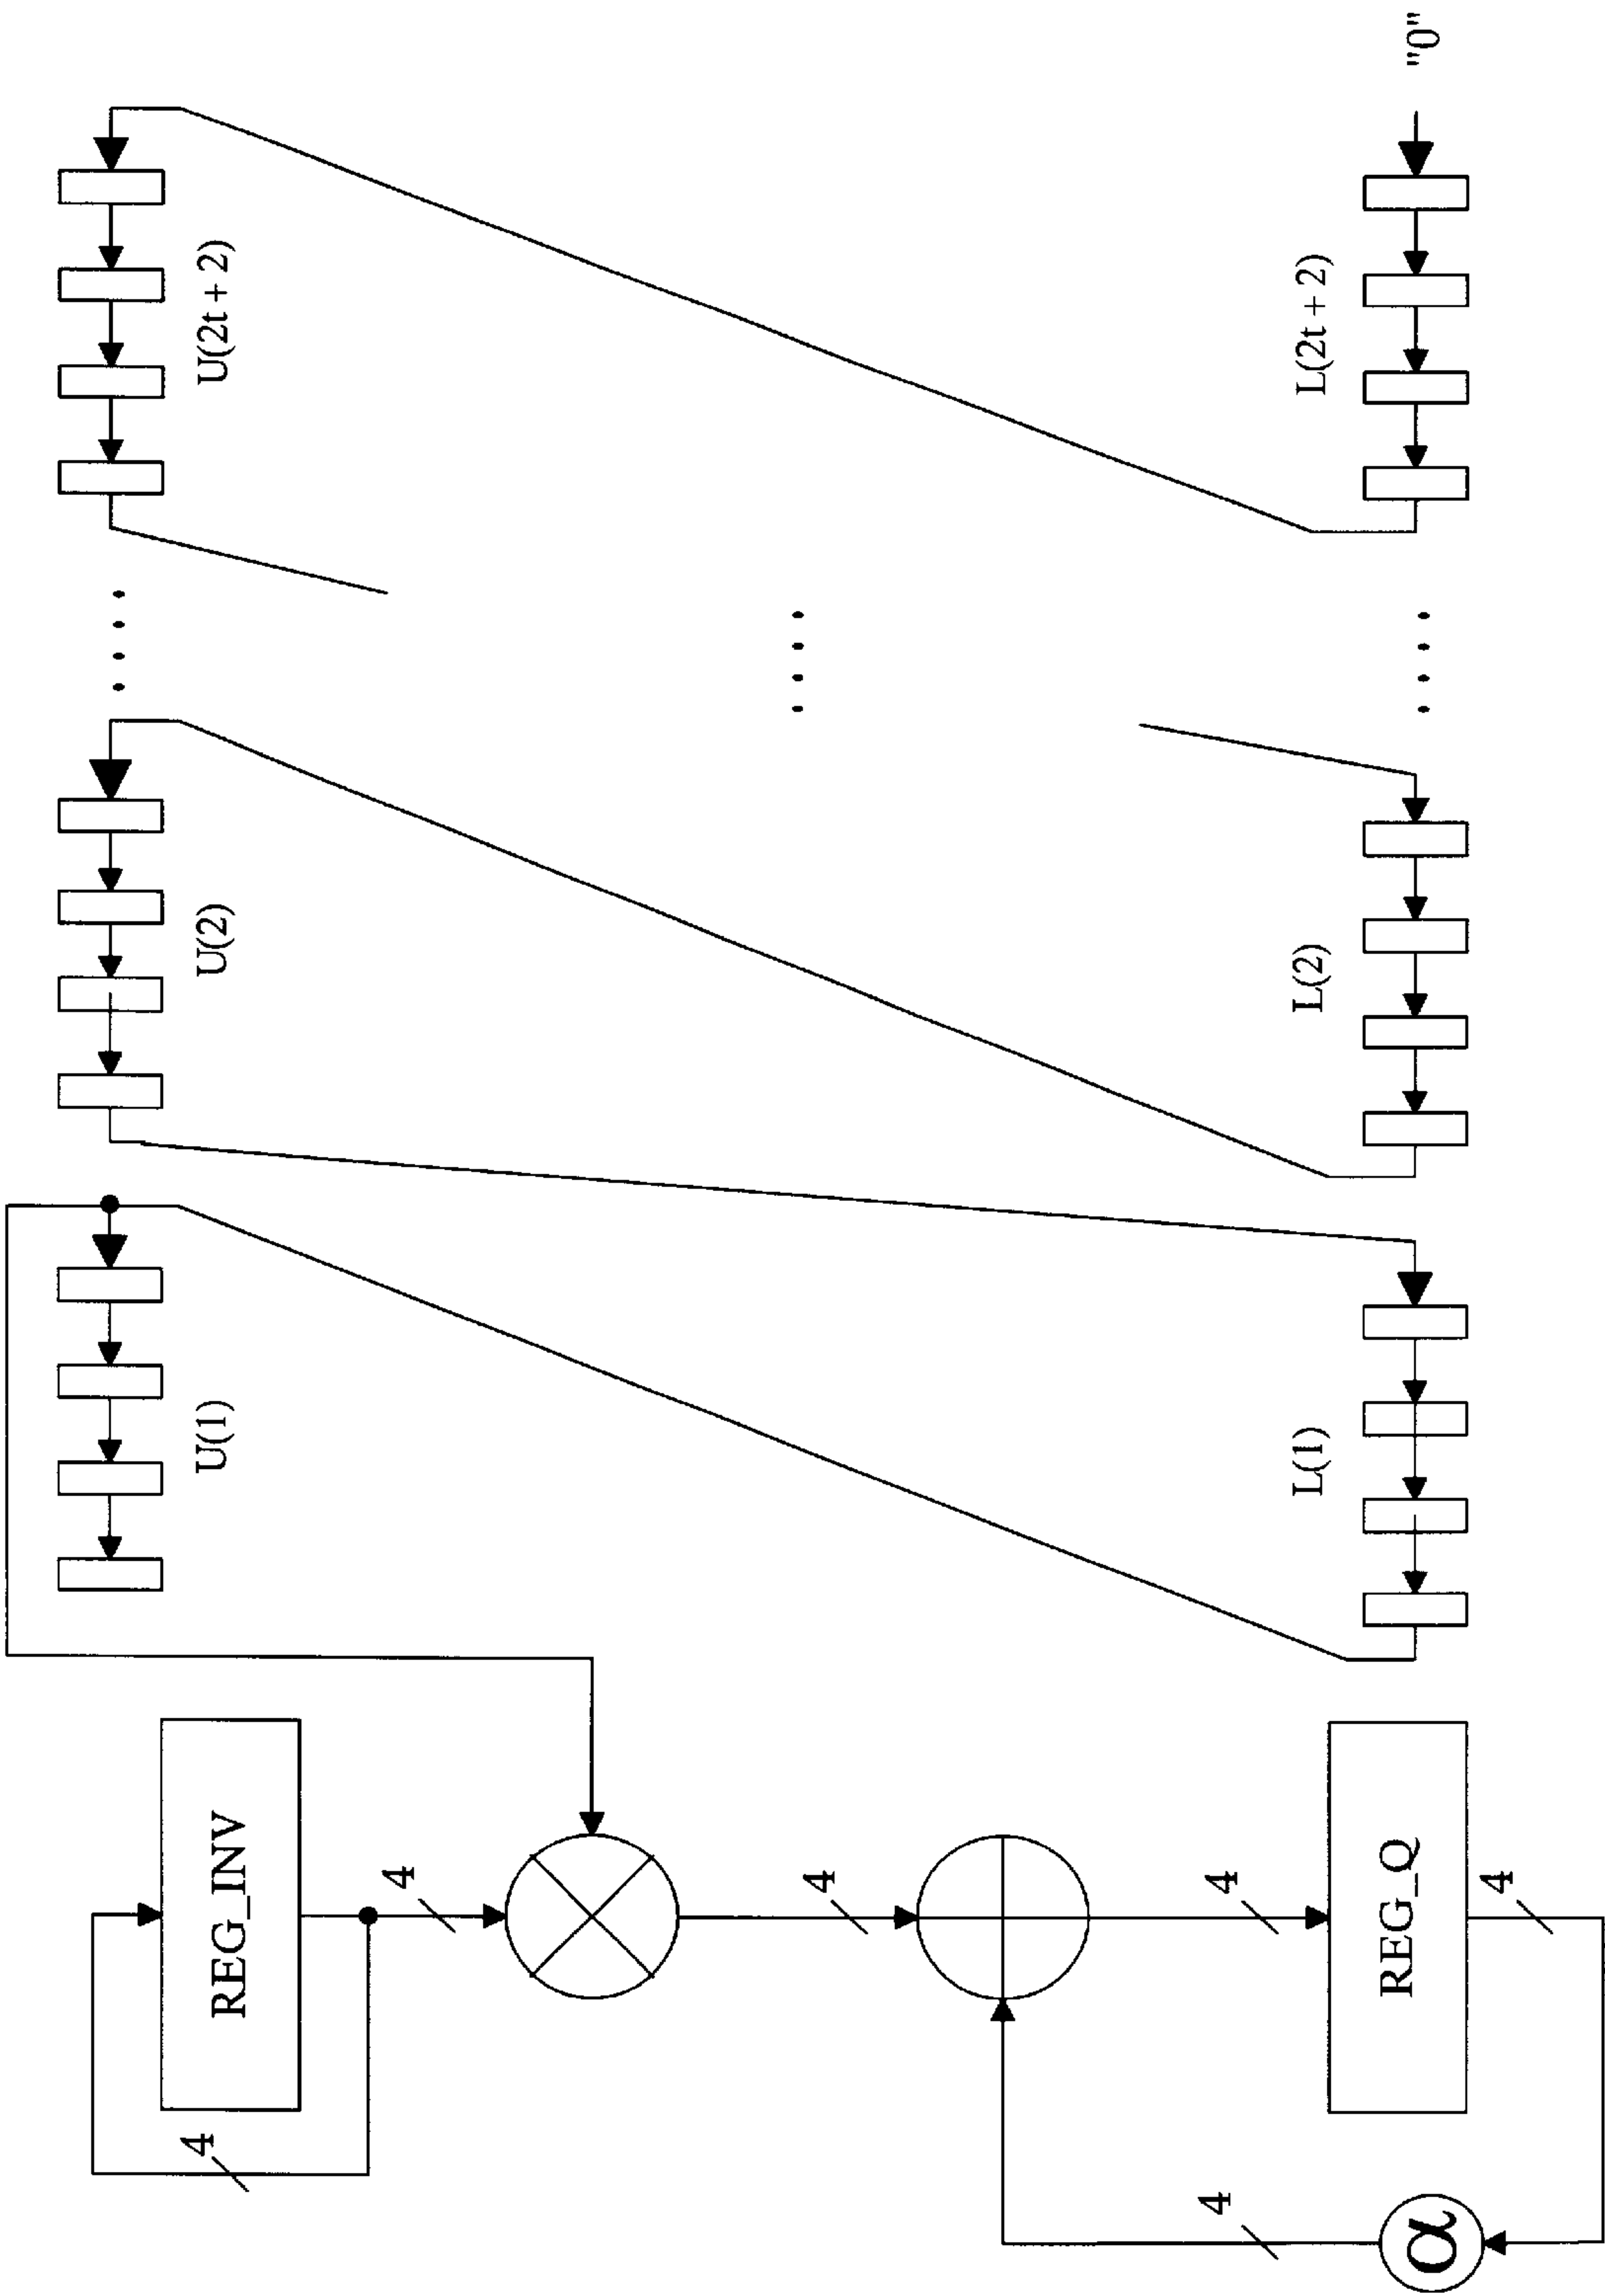 4
REG_INV
U(1)
U(2)
U(2t + 2)
4
4
4
4
L(1)
L(2)
L(2t + 2)
α
REG_Q
"0"
4